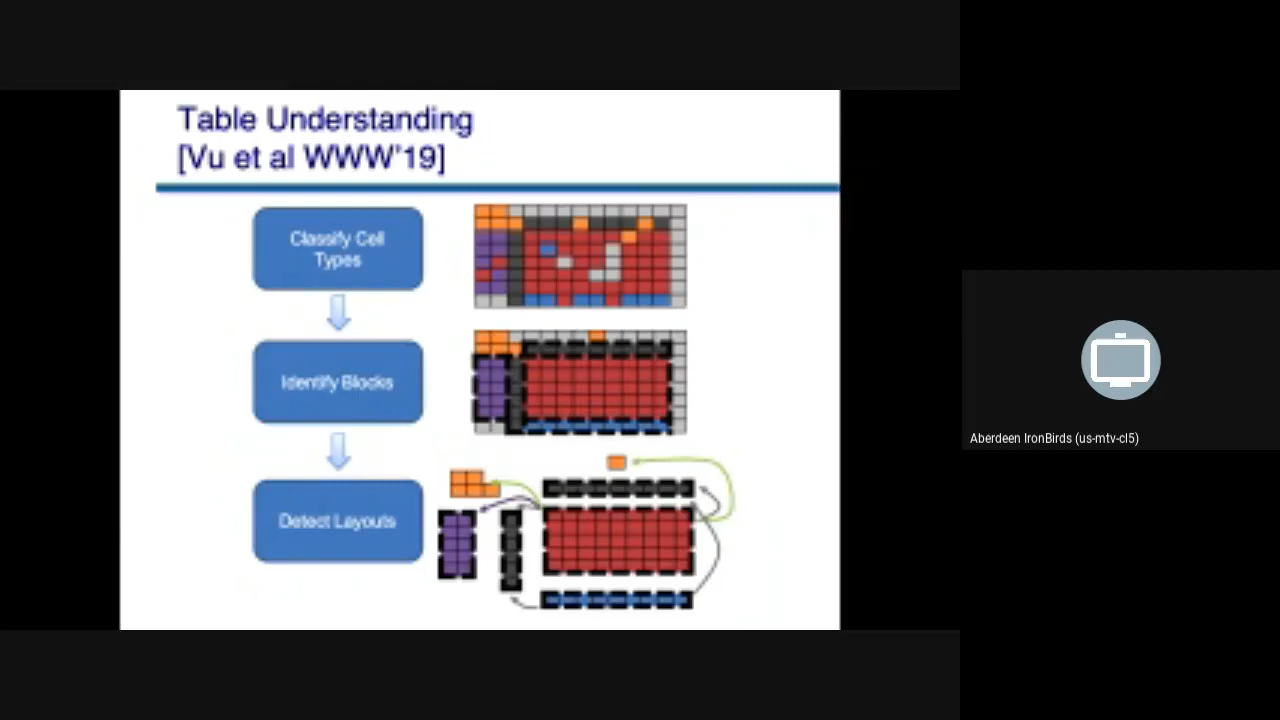 Table Understanding
[Vu et al WWW'19]
Classify Cell
Types
Identify Blocks
Detect Layouts
Aberdeen IronBirds (us-mtv-cl5)